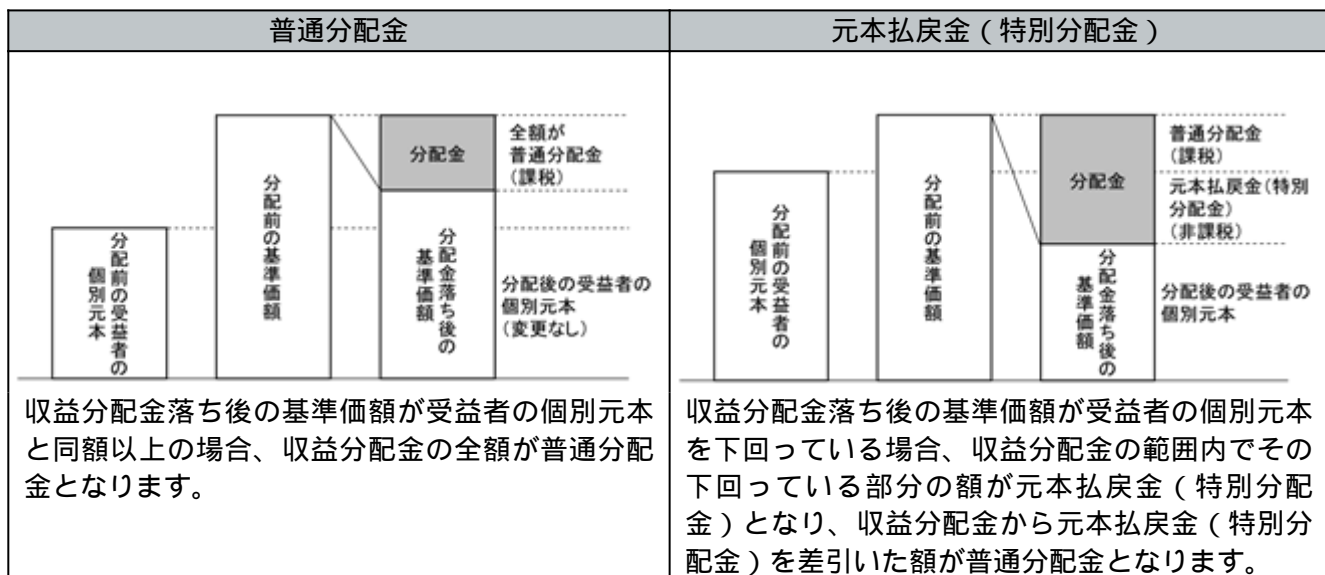 普通分配金
全額が
普通分配金
(課税)
分配金
分配前の受益者の
個別元本
分配前の基準価額
分配金落ち後の
基準価額
分配後の受益者の
個別元本
(変更なし)
収益分配金落ち後の基準価額が受益者の個別元本
と同額以上の場合、収益分配金の全額が普通分配
金となります。
元本払戻金(特別分配金)
普通分配金
(課税)
分配金
元本払戻金(特別
分配金)
(非課税)
分配前の受益者の
個別元本
分配前の基準価額
分配金落ち後の
基準価額
分配後の受益者の
個別元本
収益分配金落ち後の基準価額が受益者の個別元本
を下回っている場合、収益分配金の範囲内でその
下回っている部分の額が元本払戻金(特別分配
金)となり、収益分配金から元本払戻金(特別分
配金)を差引いた額が普通分配金となります。